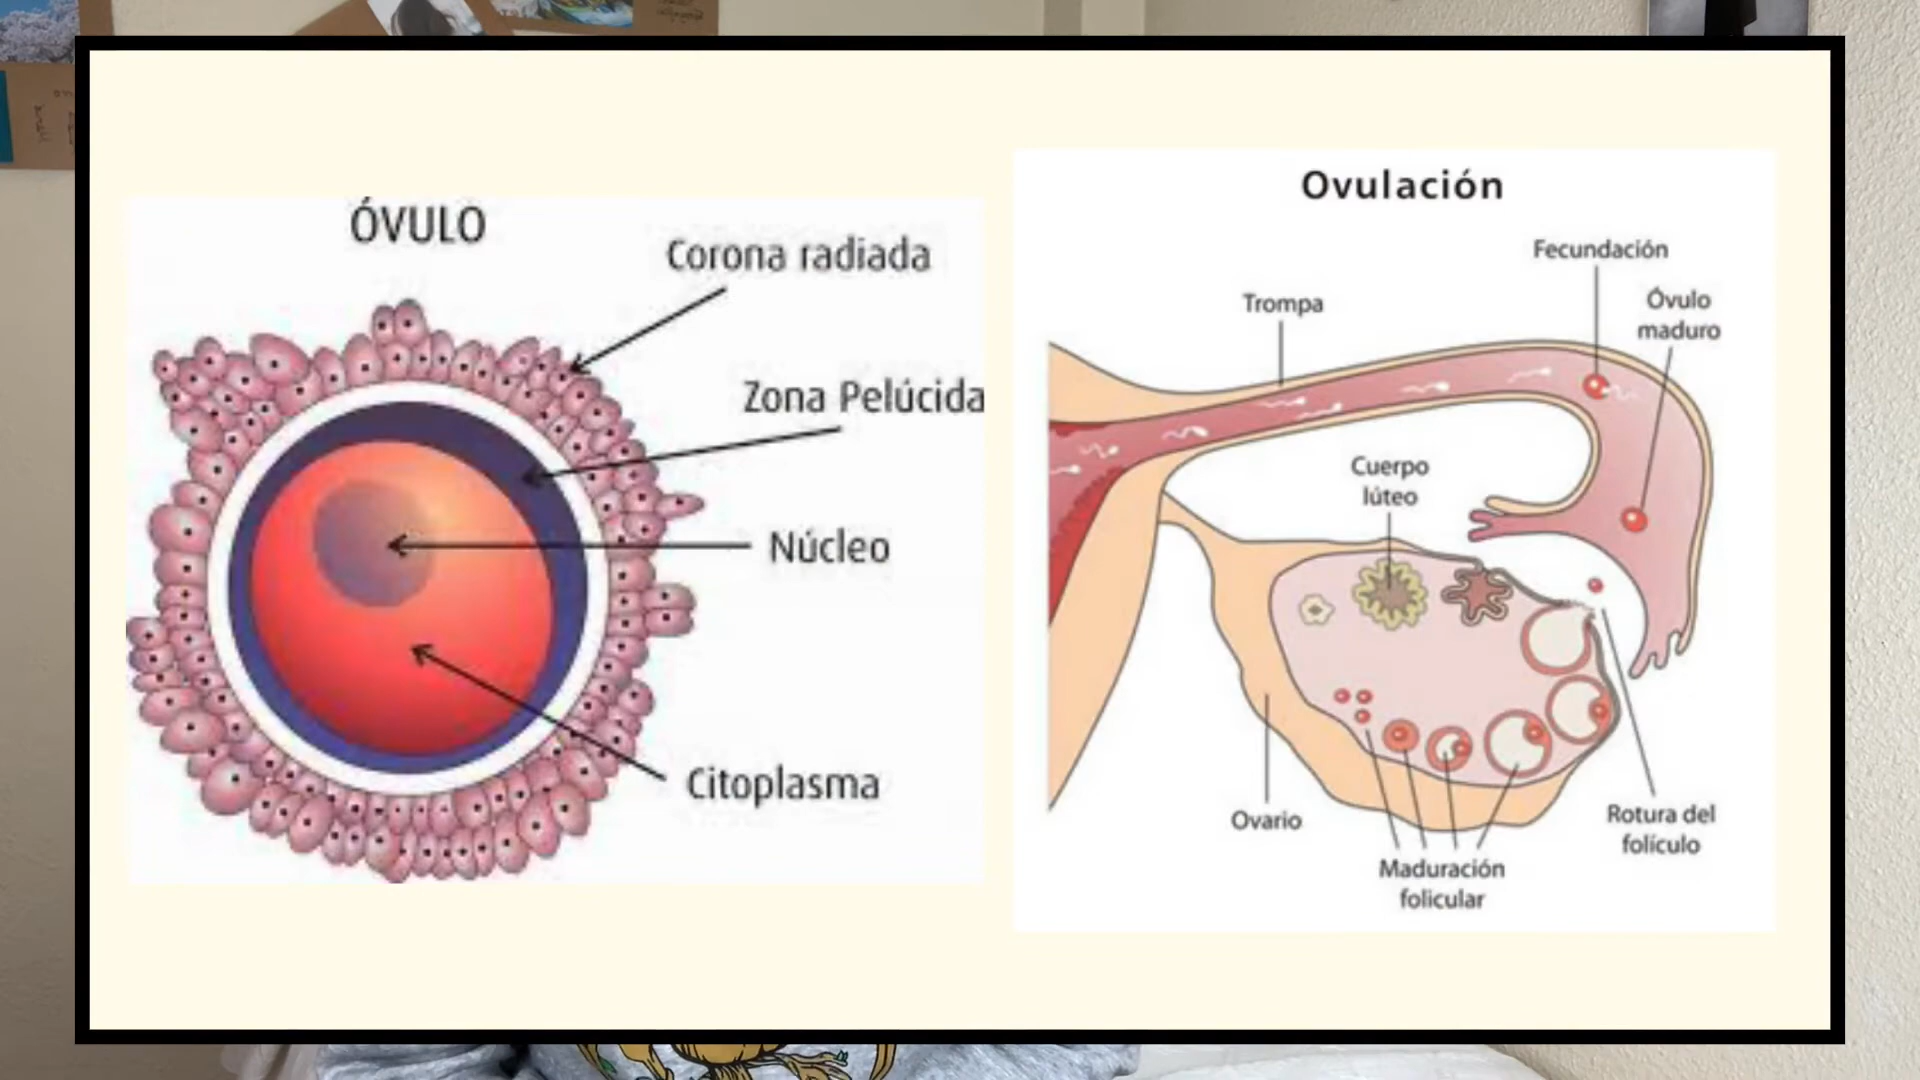 ÓVULO
Corona radiada
Zona Pelúcida
Núcleo
Citoplasma
Ovulación
Fecundación
Óvulo
maduro
Trompa
Cuerpo
lúteo
Ovario
Rotura del
folículo
Maduración
folicular